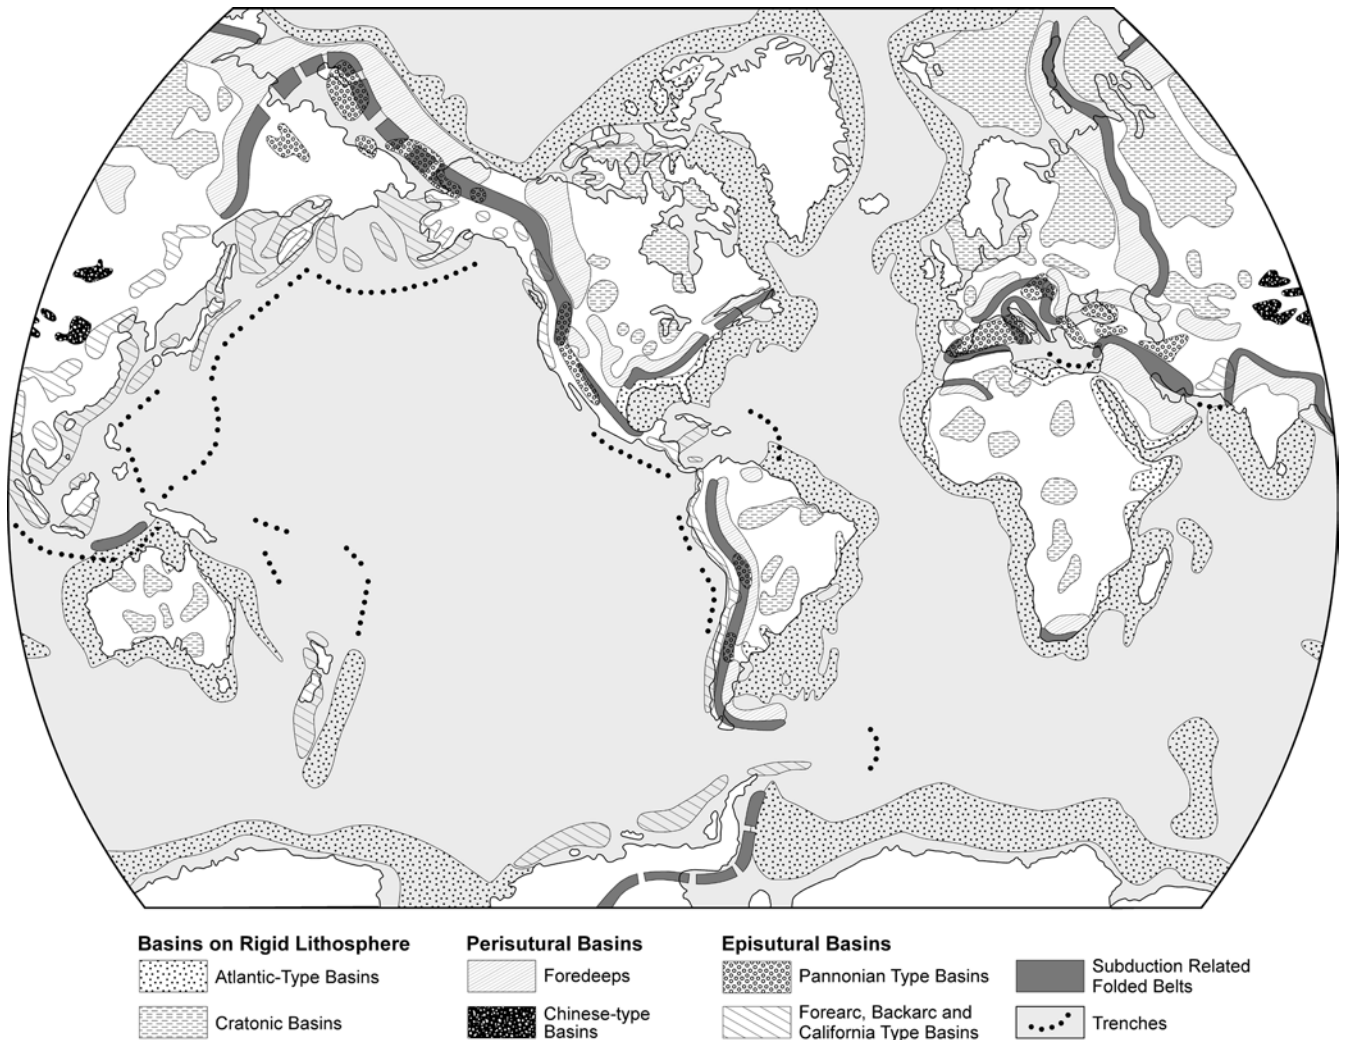 Basins on Rigid Lithosphere
Atlantic-Type Basins
Cratonic Basins
Perisutural Basins
Foredeeps
Chinese-type
Basins
Episutural Basins
Pannonian Type Basins
Forearc, Backarc and
California Type Basins
Subduction Related
Folded Belts
Trenches